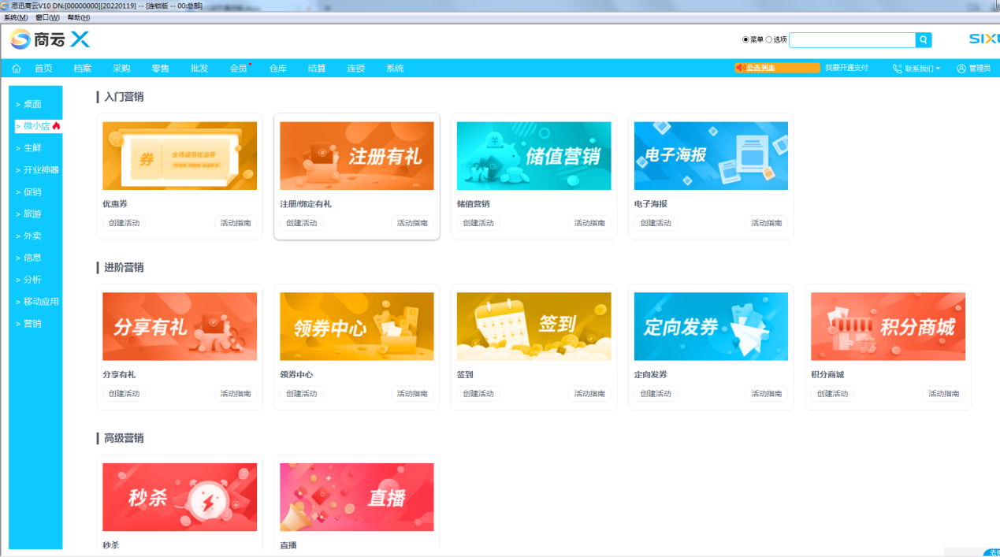 思迅商云V10 DN:[00000000][20220119] -- [连锁版 -- 00:总部]
系统(M) 窗口(W) 帮助(H)
商云 X
菜单 选项
SIXU
首页 档案 采购 零售 批发 会员 仓库 结算 连锁 系统
公告列表 我要开通支付 联系我们 管理员
> 桌面
> 微小店
> 生鲜
> 开业神器
> 促销
> 旅游
> 外卖
> 信息
> 分析
> 移动应用
> 营销
入门营销
券 全场通用优惠券
注册有礼
储值营销
电子海报
优惠券 注册/绑定有礼 储值营销 电子海报
创建活动 活动指南 创建活动 活动指南 创建活动 活动指南 创建活动 活动指南
进阶营销
分享有礼
领券中心
签到
定向发券
积分商城
分享有礼 领券中心 签到 定向发券 积分商城
创建活动 活动指南 创建活动 活动指南 创建活动 活动指南 创建活动 活动指南 创建活动 活动指南
高级营销
秒杀
直播
秒杀 直播